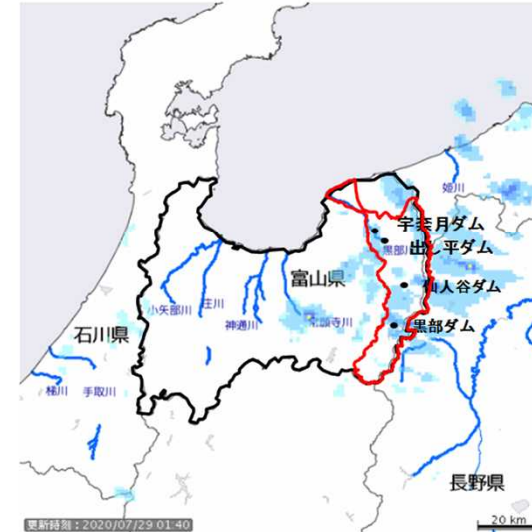 姫川
宇奈月ダム
出し平ダム
黒部
仙人谷ダム
富山県
小矢部川
庄川
神通川
常願寺川
黒部ダム
石川県
梯川
手取川
長野県
更新時刻：2020/07/29 01:40
20 km